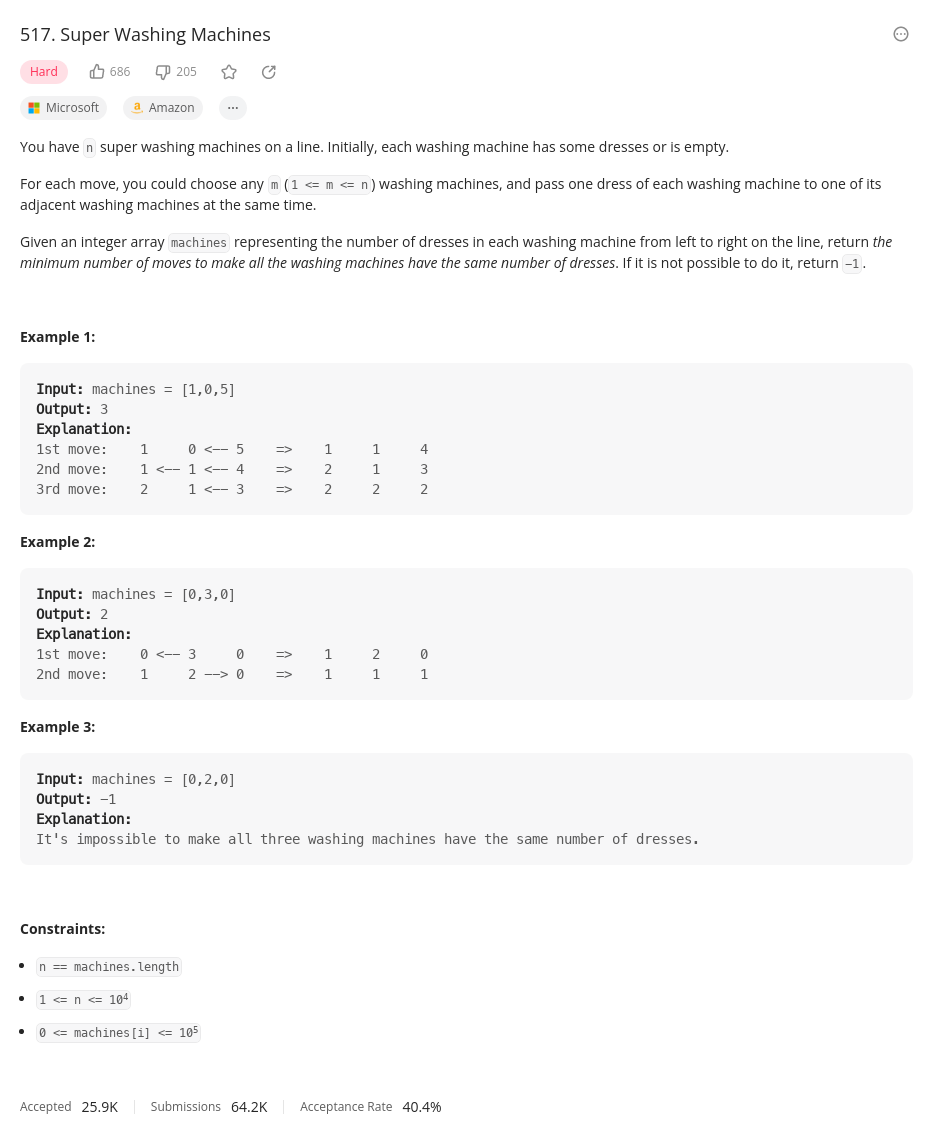 517. Super Washing Machines
Hard 686 205
Microsoft Amazon ...
You have n super washing machines on a line. Initially, each washing machine has some dresses or is empty.
For each move, you could choose any m (1 <= m <= n) washing machines, and pass one dress of each washing machine to one of its
adjacent washing machines at the same time.
Given an integer array machines representing the number of dresses in each washing machine from left to right on the line, return the
minimum number of moves to make all the washing machines have the same number of dresses. If it is not possible to do it, return -1.
Example 1:
Input: machines = [1,0,5]
Output: 3
Explanation:
1st move:    1     0 <-- 5    =>    1     1     4
2nd move:    1 <-- 1 <-- 4    =>    2     1     3
3rd move:    2     1 <-- 3    =>    2     2     2
Example 2:
Input: machines = [0,3,0]
Output: 2
Explanation:
1st move:    0 <-- 3     0    =>    1     2     0
2nd move:    1     2 --> 0    =>    1     1     1
Example 3:
Input: machines = [0,2,0]
Output: -1
Explanation:
It's impossible to make all three washing machines have the same number of dresses.
Constraints:
• n == machines.length
• 1 <= n <= 10⁴
• 0 <= machines[i] <= 10⁵
Accepted 25.9K Submissions 64.2K Acceptance Rate 40.4%